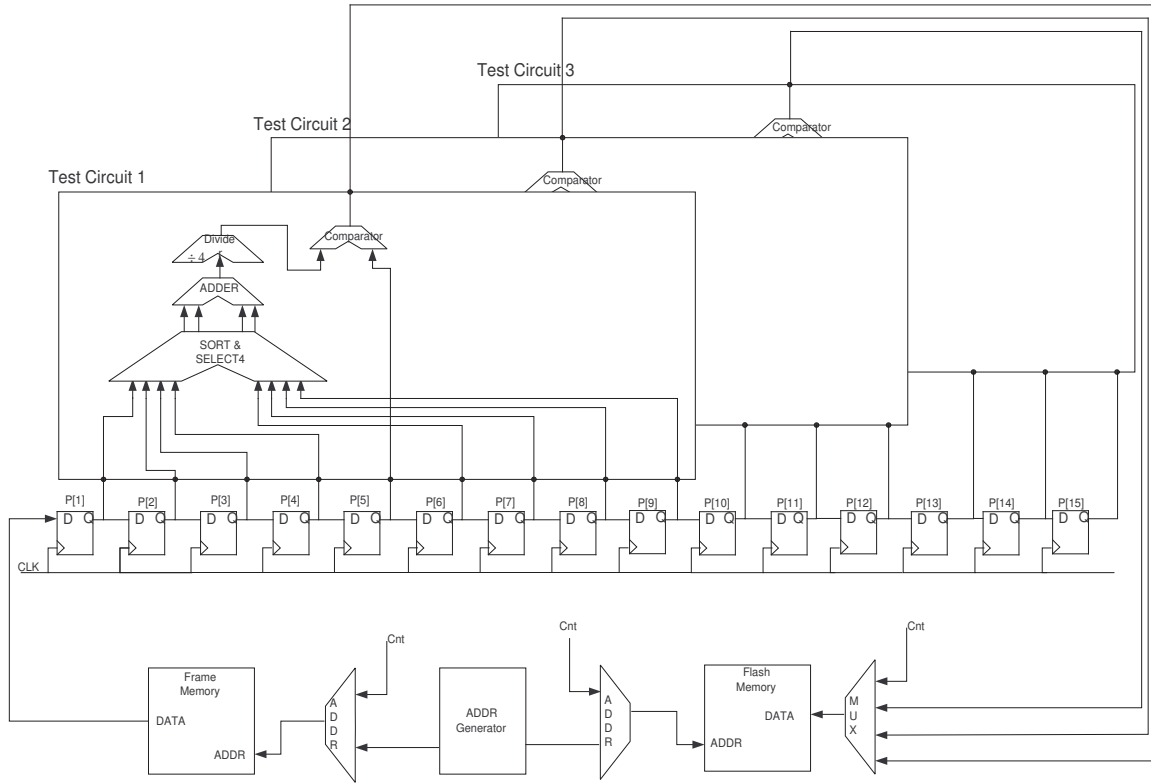 Test Circuit 3
Comparator
Test Circuit 2
Comparator
Test Circuit 1
Comparator
Divide
r
÷ 4
ADDER
SORT &
SELECT4
P[1] P[2] P[3] P[4] P[5] P[6] P[7] P[8] P[9] P[10] P[11] P[12] P[13] P[14] P[15]
D Q D Q D Q D Q D Q D Q D Q D Q D Q D Q D Q D Q D Q D Q D Q
CLK
Cnt
Cnt
Cnt
Frame
Memory
DATA
ADDR
A
D
D
R
ADDR
Generator
A
D
D
R
Flash
Memory
DATA
ADDR
M
U
X